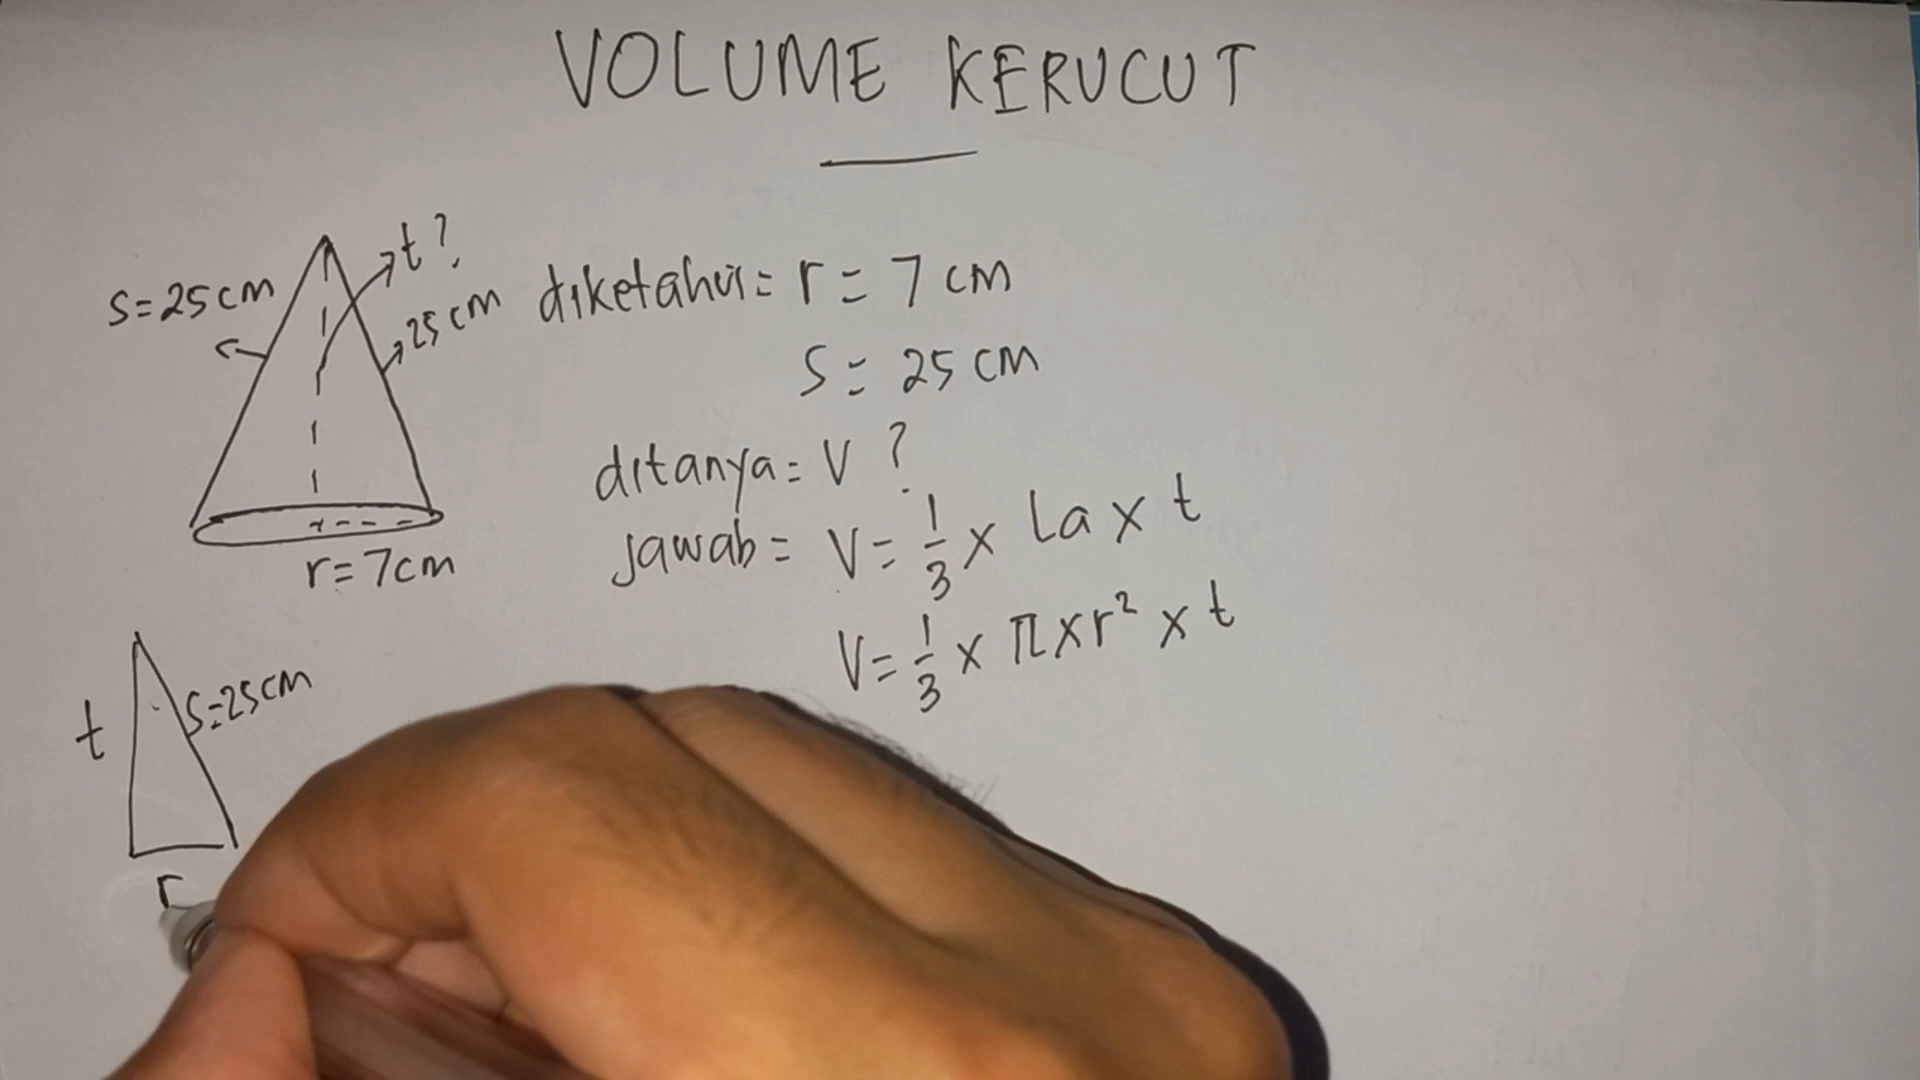 VOLUME KERUCUT
t?
S=25cm
25cm
r=7cm
diketahui= r = 7 cm
S= 25 cm
ditanya= V ?
jawab= V= 1/3 x La x t
V= 1/3 x π x r² x t
t
S=25cm
r